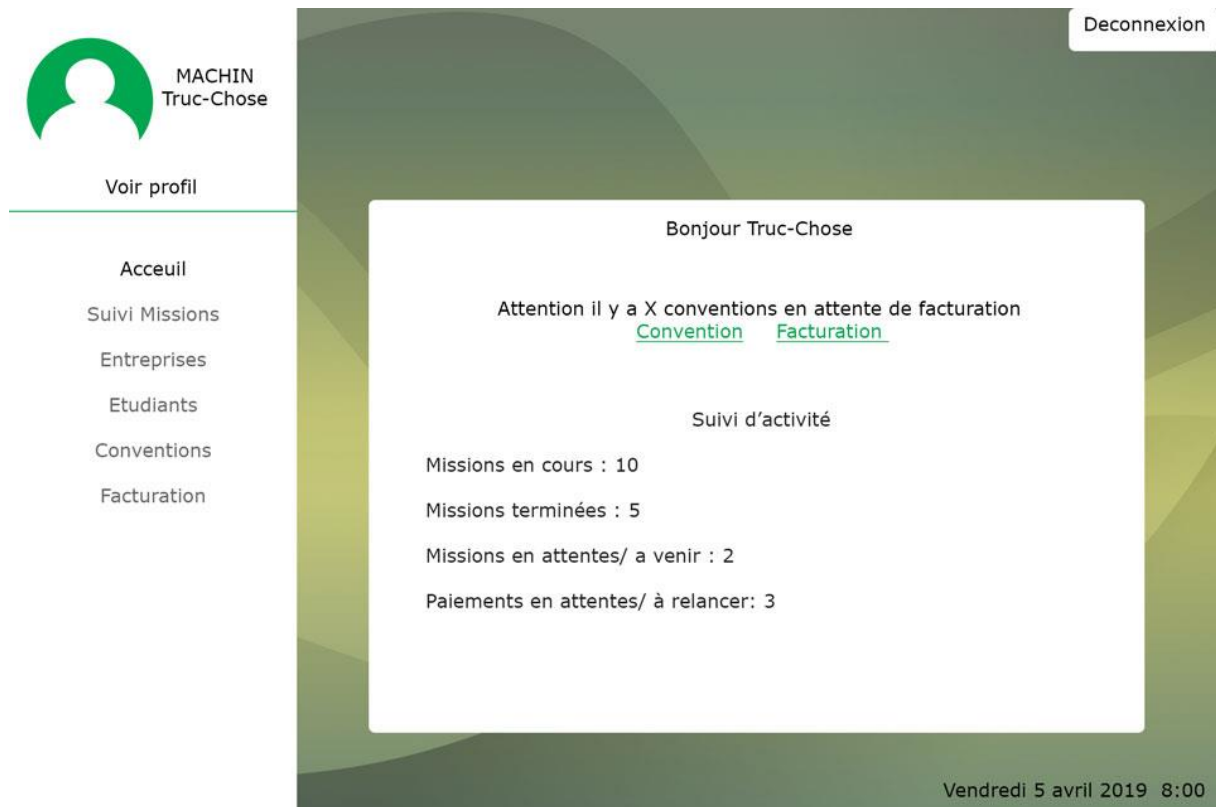 MACHIN
Truc-Chose
Voir profil
Acceuil
Suivi Missions
Entreprises
Etudiants
Conventions
Facturation
Deconnexion
Bonjour Truc-Chose
Attention il y a X conventions en attente de facturation
Convention Facturation
Suivi d’activité
Missions en cours : 10
Missions terminées : 5
Missions en attentes/ a venir : 2
Paiements en attentes/ à relancer: 3
Vendredi 5 avril 2019 8:00